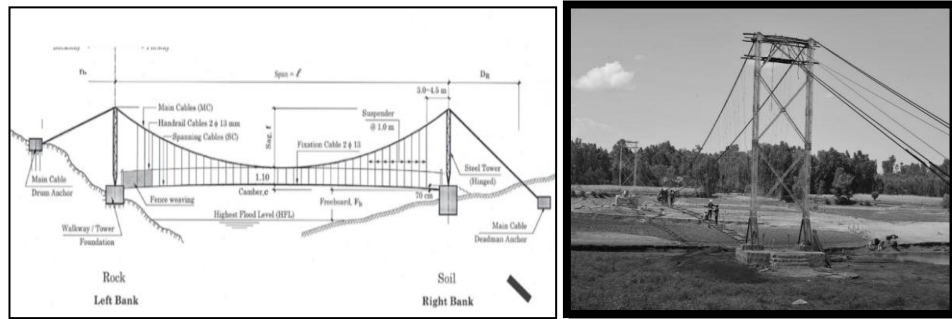 Span = ℓ
D_R
3.0–4.5 m
Main Cables (MC)
Handrail Cables 2 ϕ 13 mm
Spanning Cables (SC)
Sag, f
Suspender
@ 1.0 m
Fixation Cable 2 ϕ 13
Main Cable
Drum Anchor
Steel Tower
(Hinged)
1.10
Fence weaving
Camber,c
Freeboard, F_b
70 cm
Highest Flood Level (HFL)
Walkway / Tower
Foundation
Main Cable
Deadman Anchor
Rock
Soil
Left Bank
Right Bank